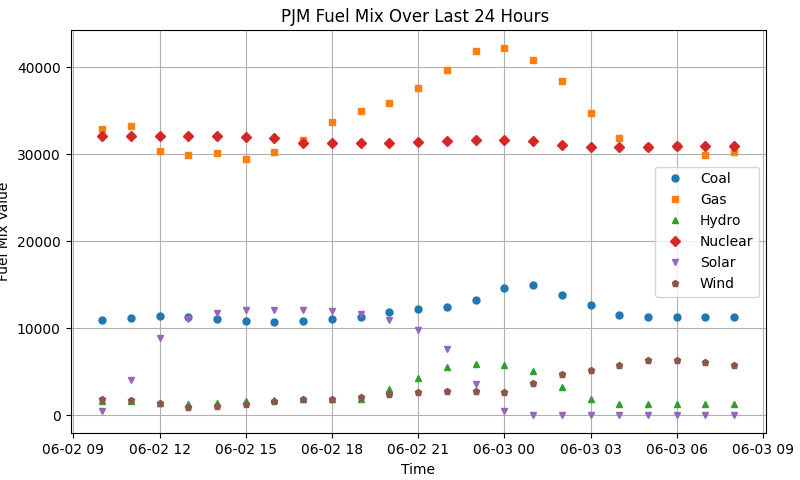 PJM Fuel Mix Over Last 24 Hours
40000
30000
20000
10000
0
Fuel Mix Value
Coal
Gas
Hydro
Nuclear
Solar
Wind
06-02 09 06-02 12 06-02 15 06-02 18 06-02 21 06-03 00 06-03 03 06-03 06 06-03 09
Time